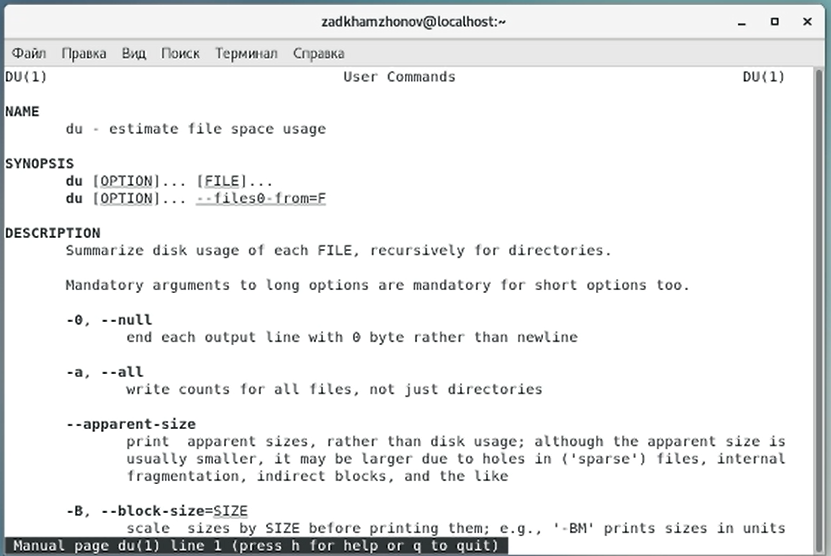 zadkhamzhonov@localhost:~
Файл Правка Вид Поиск Терминал Справка
DU(1) User Commands DU(1)
NAME
du - estimate file space usage
SYNOPSIS
du [OPTION]... [FILE]...
du [OPTION]... --files0-from=F
DESCRIPTION
Summarize disk usage of each FILE, recursively for directories.
Mandatory arguments to long options are mandatory for short options too.
-0, --null
end each output line with 0 byte rather than newline
-a, --all
write counts for all files, not just directories
--apparent-size
print  apparent sizes, rather than disk usage; although the apparent size is
usually smaller, it may be larger due to holes in ('sparse') files, internal
fragmentation, indirect blocks, and the like
-B, --block-size=SIZE
scale  sizes by SIZE before printing them; e.g., '-BM' prints sizes in units
Manual page du(1) line 1 (press h for help or q to quit)